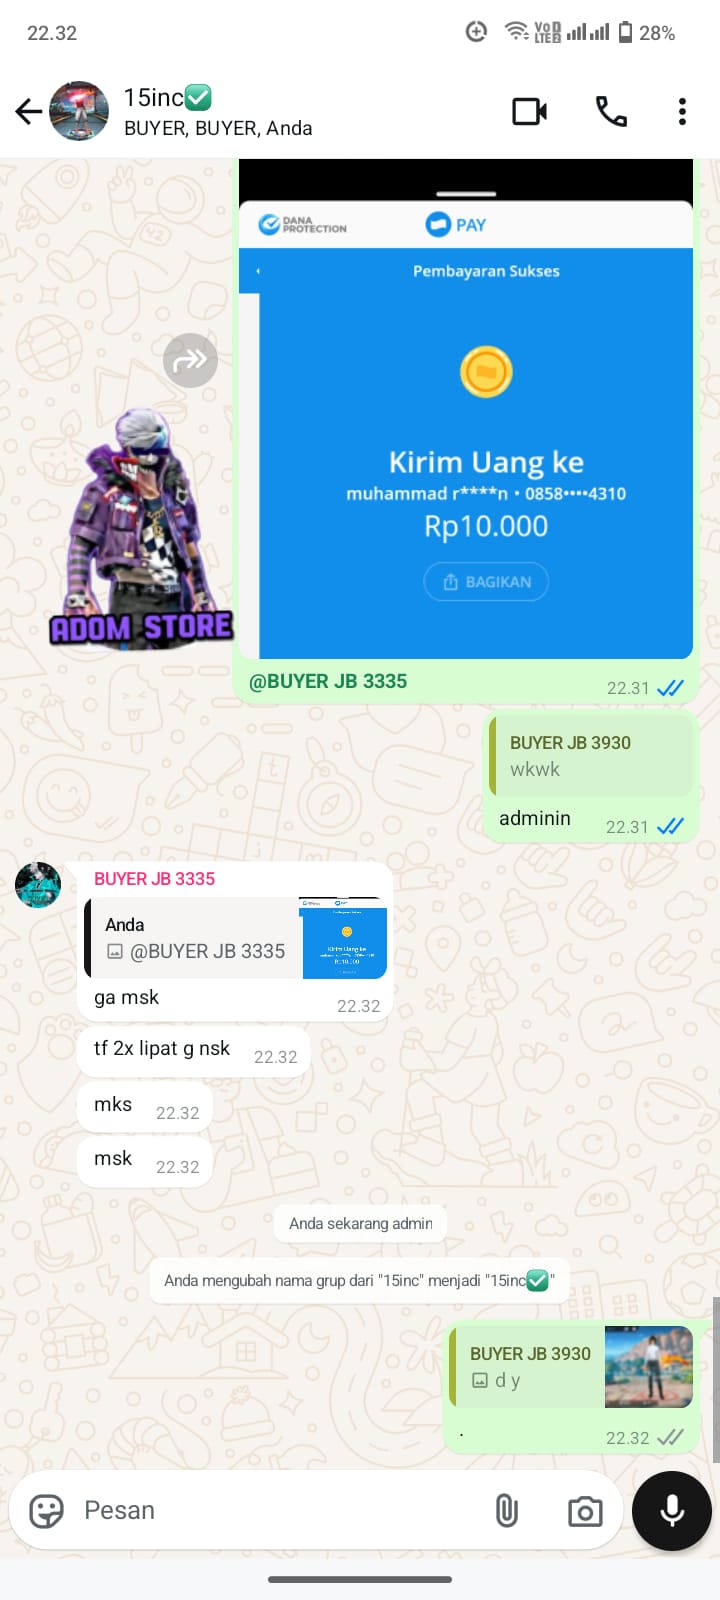 22.32
VoD LTE2
28%
15inc✅
BUYER, BUYER, Anda
DANA PROTECTION
PAY
Pembayaran Sukses
Kirim Uang ke
muhammad r****n • 0858••••4310
Rp10.000
BAGIKAN
ADOM STORE
@BUYER JB 3335
22.31
BUYER JB 3930
wkwk
adminin
22.31
BUYER JB 3335
Anda
@BUYER JB 3335
ga msk
22.32
tf 2x lipat g nsk
22.32
mks
22.32
msk
22.32
Anda sekarang admin
Anda mengubah nama grup dari "15inc" menjadi "15inc✅"
BUYER JB 3930
d y
.
22.32
Pesan